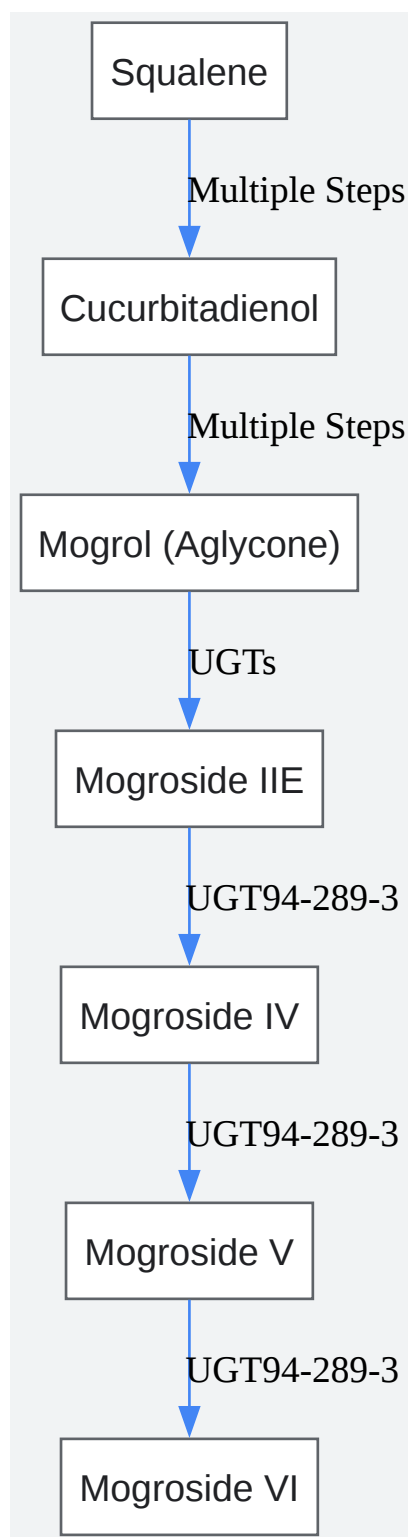 Squalene
Multiple Steps
Cucurbitadienol
Multiple Steps
Mogrol (Aglycone)
UGTs
Mogroside IIE
UGT94-289-3
Mogroside IV
UGT94-289-3
Mogroside V
UGT94-289-3
Mogroside VI